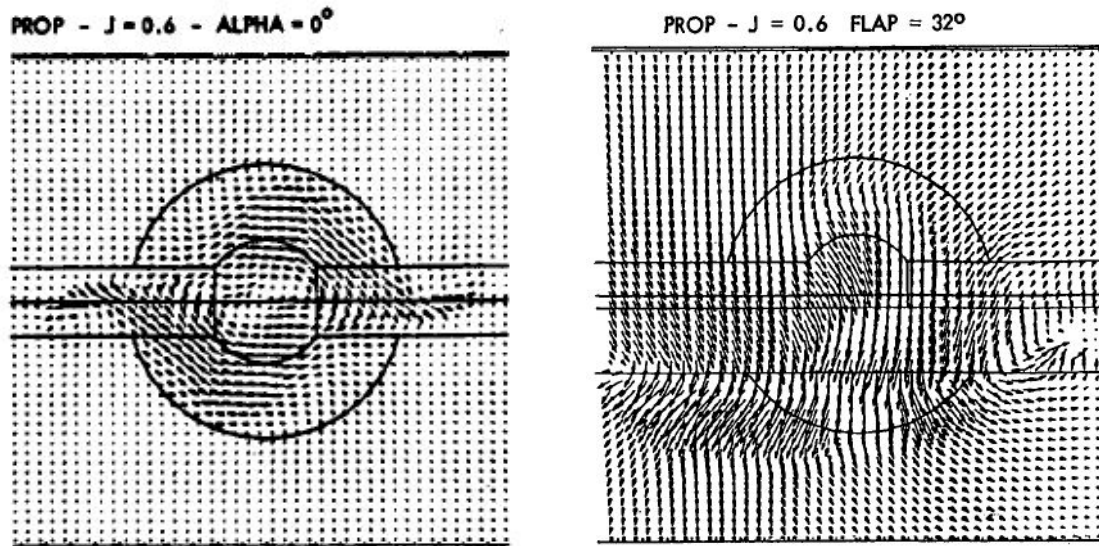 PROP - J = 0.6 - ALPHA = 0°
PROP - J = 0.6 FLAP = 32°